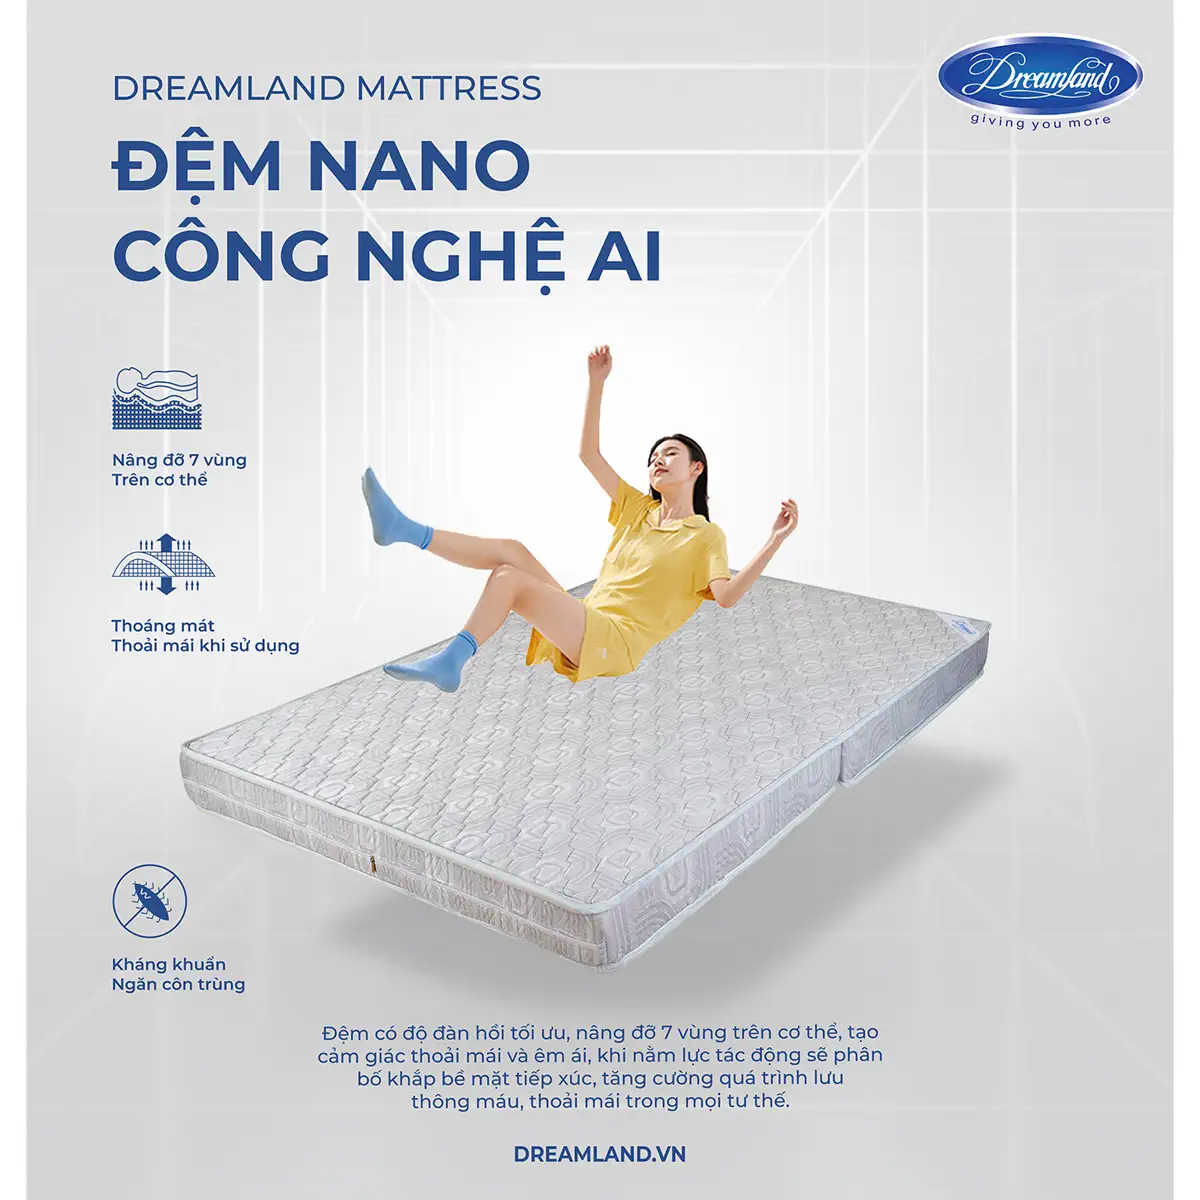 DREAMLAND MATTRESS
Dreamland
giving you more
ĐỆM NANO
CÔNG NGHỆ AI
Nâng đỡ 7 vùng
Trên cơ thể
Thoáng mát
Thoải mái khi sử dụng
Dreamland
Kháng khuẩn
Ngăn côn trùng
Đệm có độ đàn hồi tối ưu, nâng đỡ 7 vùng trên cơ thể, tạo
cảm giác thoải mái và êm ái, khi nằm lực tác động sẽ phân
bố khắp bề mặt tiếp xúc, tăng cường quá trình lưu
thông máu, thoải mái trong mọi tư thế.
DREAMLAND.VN